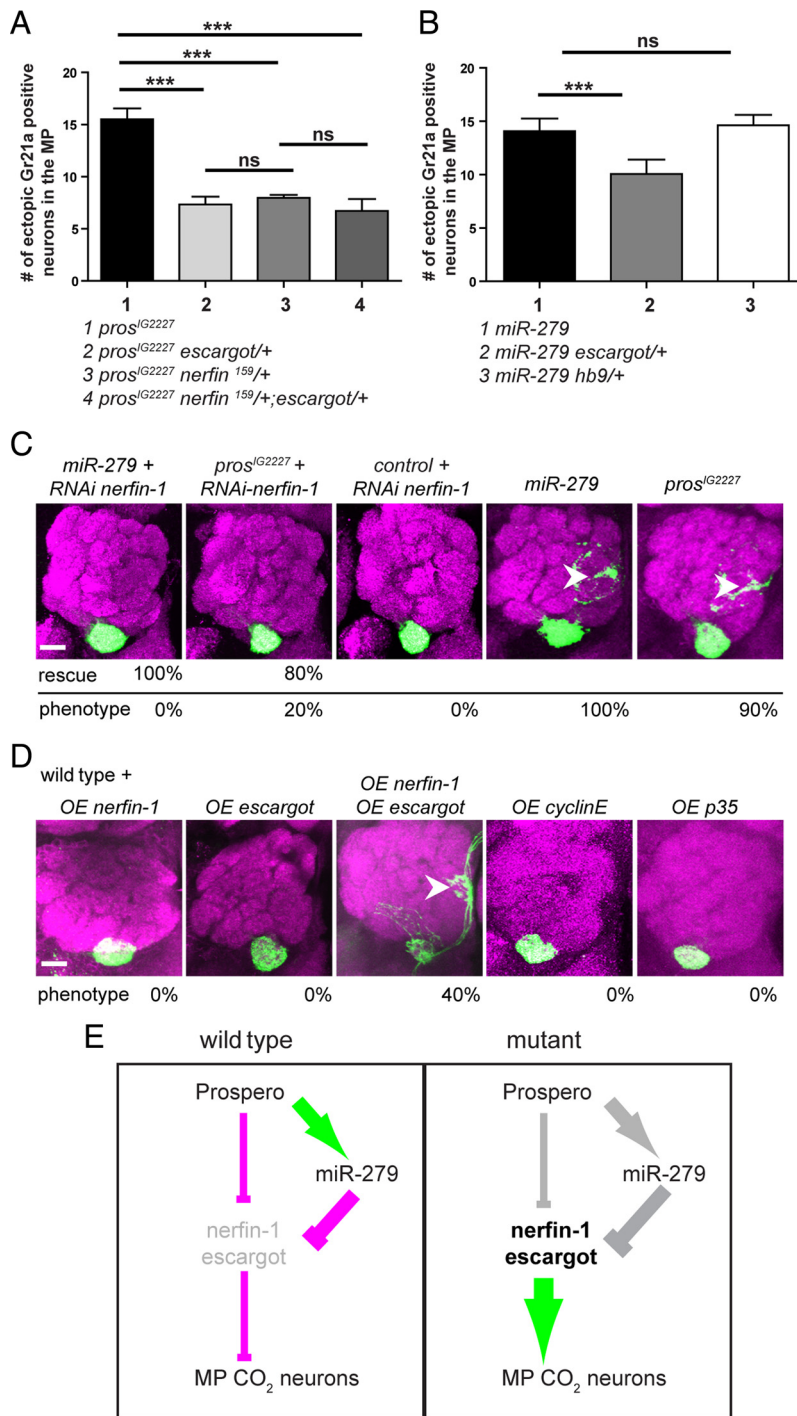 A
***
***
***
ns
ns
# of ectopic Gr21a positive
neurons in the MP
20
15
10
5
0
1 2 3 4
1 pros^IG2227
2 pros^IG2227 escargot/+
3 pros^IG2227 nerfin ^159/+
4 pros^IG2227 nerfin ^159/+;escargot/+
B
ns
***
# of ectopic Gr21a positive
neurons in the MP
20
15
10
5
0
1 2 3
1 miR-279
2 miR-279 escargot/+
3 miR-279 hb9/+
C
miR-279 +
RNAi nerfin-1
pros^IG2227 +
RNAi-nerfin-1
control +
RNAi nerfin-1
miR-279
pros^IG2227
rescue 100% 80%
phenotype 0% 20% 0% 100% 90%
D
wild type +
OE nerfin-1
OE escargot
OE nerfin-1
OE escargot
OE cyclinE
OE p35
phenotype 0% 0% 40% 0% 0%
E
wild type
Prospero
miR-279
nerfin-1
escargot
MP CO₂ neurons
mutant
Prospero
miR-279
nerfin-1
escargot
MP CO₂ neurons